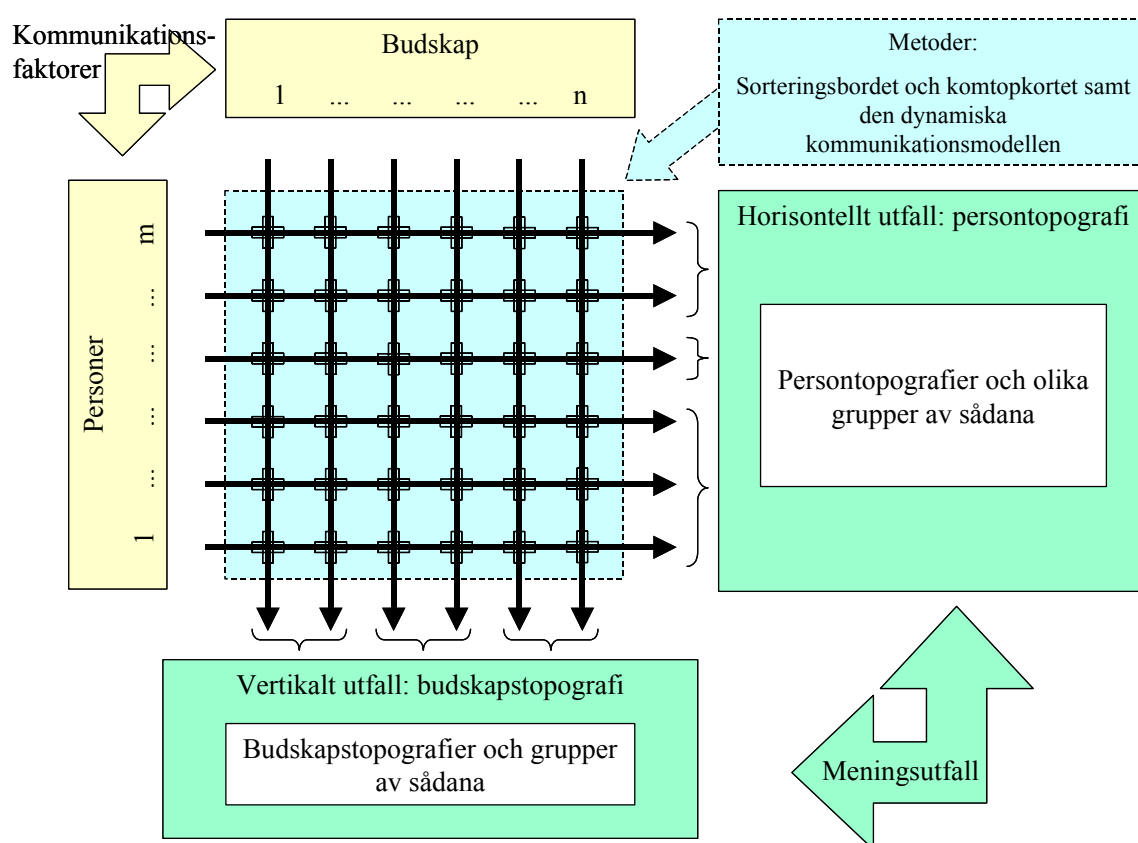 Kommunikations-
faktorer
Budskap
1 ... ... ... ... n
Metoder:
Sorteringsbordet och komtopkortet samt
den dynamiska
kommunikationsmodellen
Personer
1 ... ... ... ... m
Horisontellt utfall: persontopografi
Persontopografier och olika
grupper av sådana
Vertikalt utfall: budskapstopografi
Budskapstopografier och grupper
av sådana
Meningsutfall